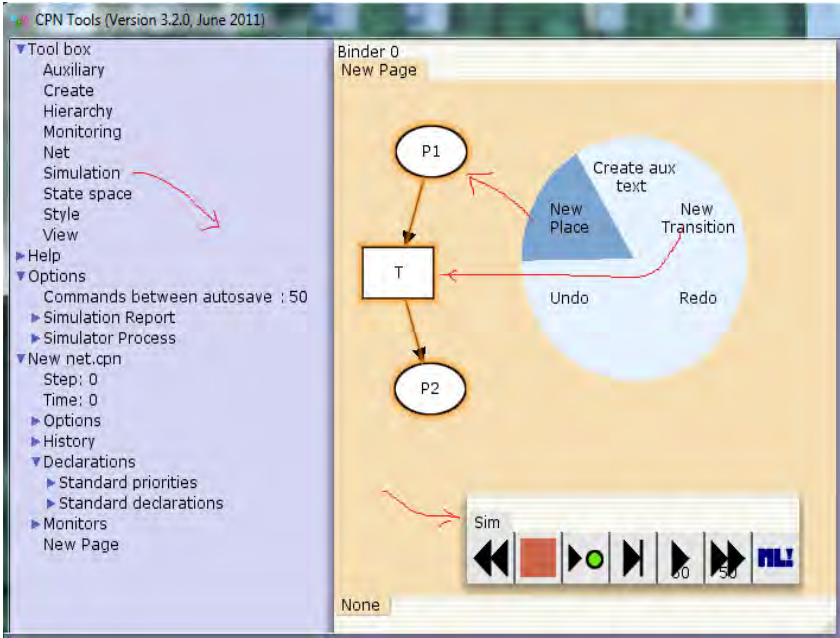 CPN Tools (Version 3.2.0, June 2011)
Tool box
Auxiliary
Create
Hierarchy
Monitoring
Net
Simulation
State space
Style
View
Help
Options
Commands between autosave : 50
Simulation Report
Simulator Process
New net.cpn
Step: 0
Time: 0
Options
History
Declarations
Standard priorities
Standard declarations
Monitors
New Page
Binder 0
New Page
P1
T
P2
Create aux
text
New
Place
New
Transition
Undo
Redo
Sim
50
50
ML!
None